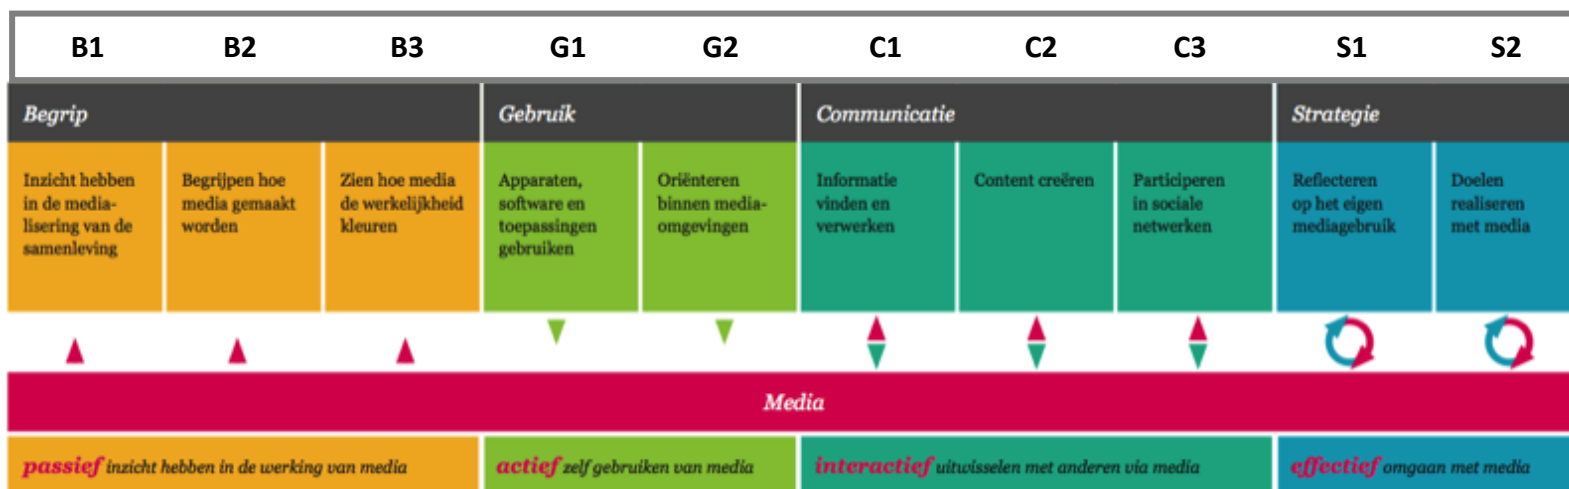 B1 B2 B3 G1 G2 C1 C2 C3 S1 S2
Begrip Gebruik Communicatie Strategie
Inzicht hebben
in de media-
lisering van de
samenleving
Begrijpen hoe
media gemaakt
worden
Zien hoe media
de werkelijkheid
kleuren
Apparaten,
software en
toepassingen
gebruiken
Oriënteren
binnen media-
omgevingen
Informatie
vinden en
verwerken
Content creëren
Participeren
in sociale
netwerken
Reflecteren
op het eigen
mediagebruik
Doelen
realiseren
met media
Media
passief inzicht hebben in de werking van media
actief zelf gebruiken van media
interactief uitwisselen met anderen via media
effectief omgaan met media